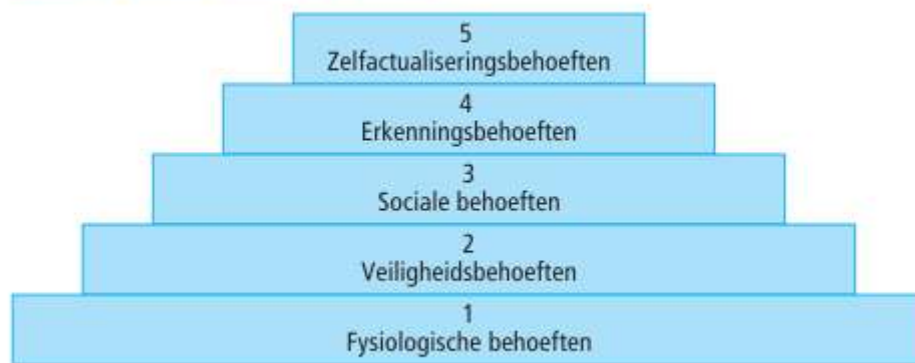 5
Zelfactualiseringsbehoeften
4
Erkenningsbehoeften
3
Sociale behoeften
2
Veiligheidsbehoeften
1
Fysiologische behoeften